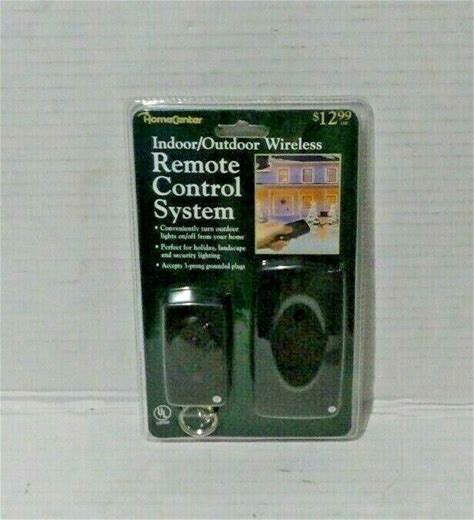 HomeCenter
$12.99
Indoor/Outdoor Wireless
Remote
Control
System
• Conveniently turn outdoor
lights on/off from your home
• Perfect for holiday, landscape
and security lighting
• Accepts 3-prong grounded plugs
UL